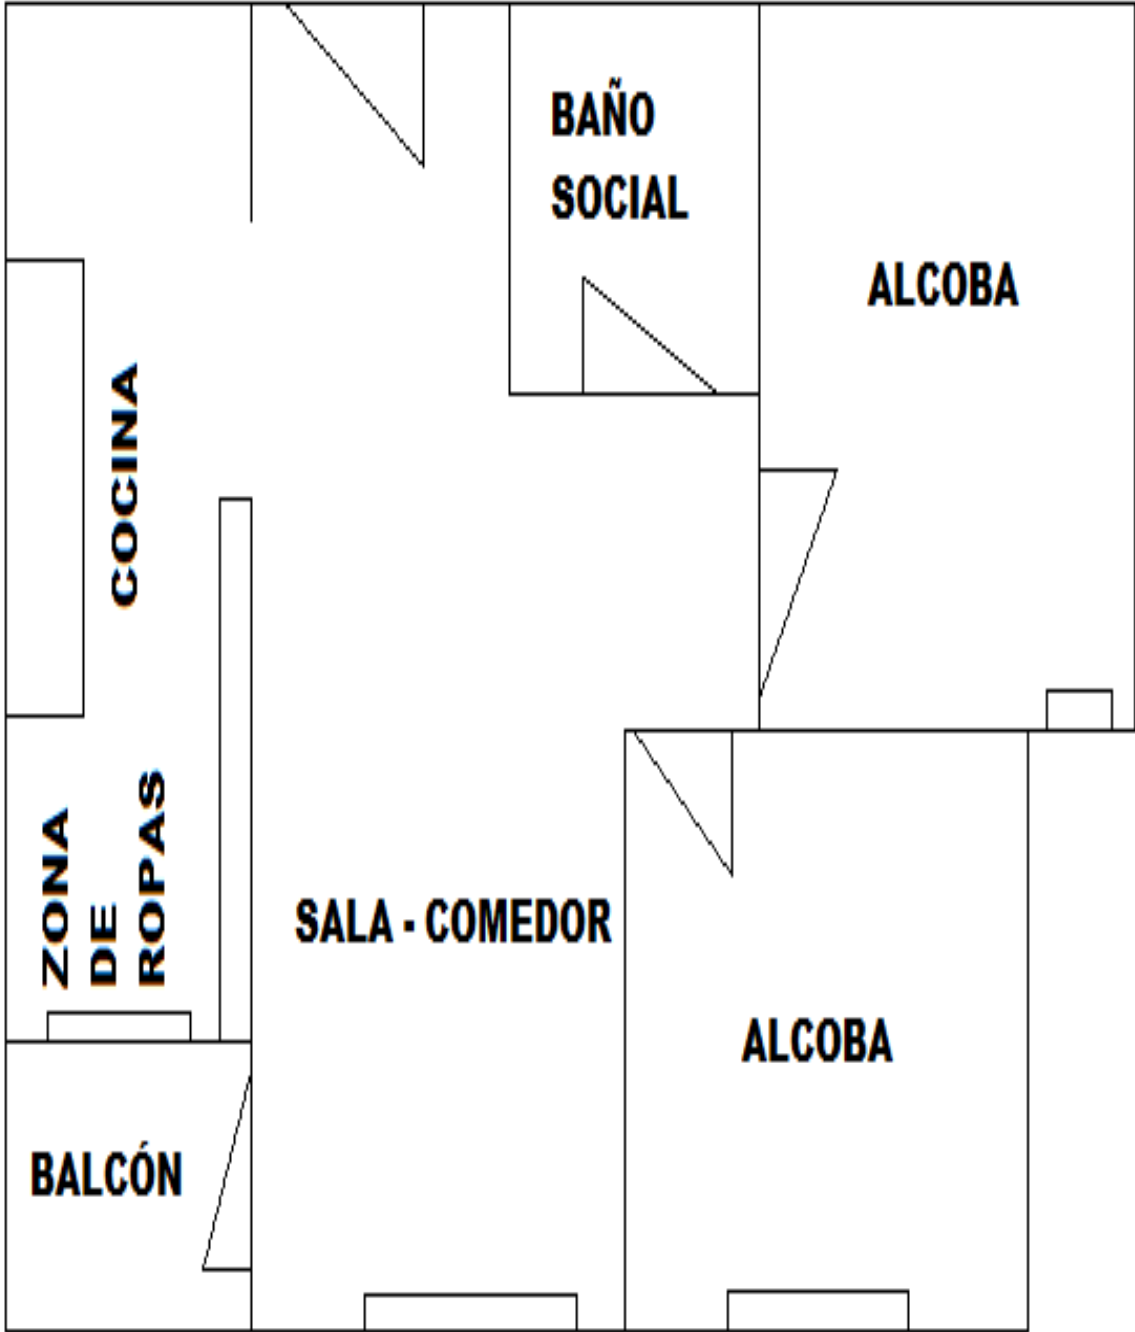 BAÑO
SOCIAL
ALCOBA
COCINA
ZONA
DE
ROPAS
SALA - COMEDOR
ALCOBA
BALCÓN